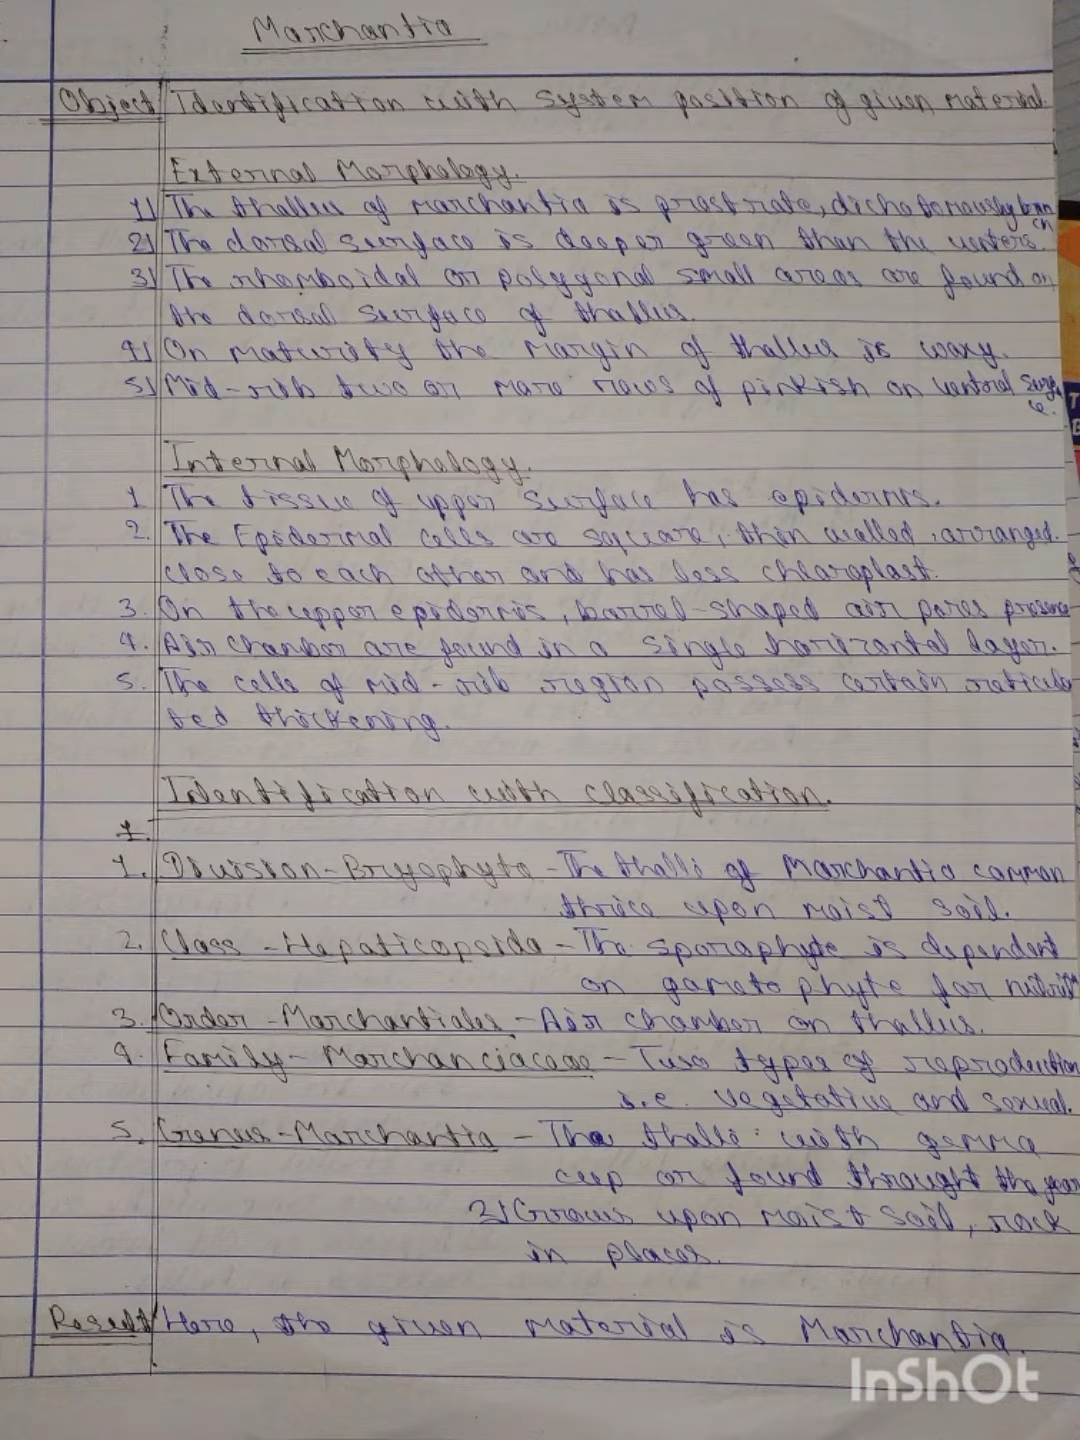 Marchantia
Object Identification with system position of given material.
External Morphology.
1) The thallus of marchantia is prostrate, dichotomously bran
ch
2) The dorsal surface is deeper green than the
3) The rhomboidal or polygonal small areas are found on
the dorsal surface of thallus.
4) On maturity the margin of thallus is waxy.
5) Mid-rib two or more rows of pinkish on ventral surfa
ce.
Internal Morphology.
1 The tissue of upper surface has epidermis.
2. The Epidermal cells are square, thin walled, arranged.
close to each other and has less chloroplast.
3. On the upper epidermis, barrel-shaped air pores presence
4. Air chamber are found in a single horizontal layer.
5. The cells of mid-rib region possess certain reticula
ted thickening.
Identification with classification.
1.
1. Division-Bryophyta - The thalli of Marchantia common
thrice upon moist soil.
2. Class - Hepaticopsida - The sporophyte is dependent
on gametophyte for nutritn
3. Order - Marchantiales - Air chamber on thallus.
4. Family - Marchanciaceae - Two types of reproduction
i.e. vegetative and sexual.
5. Genus-Marchantia - The thalli with gemma
cup or found throught the year
2) Grows upon moist soil, rock
in places.
Result Here, the given material is Marchantia.
InShOt